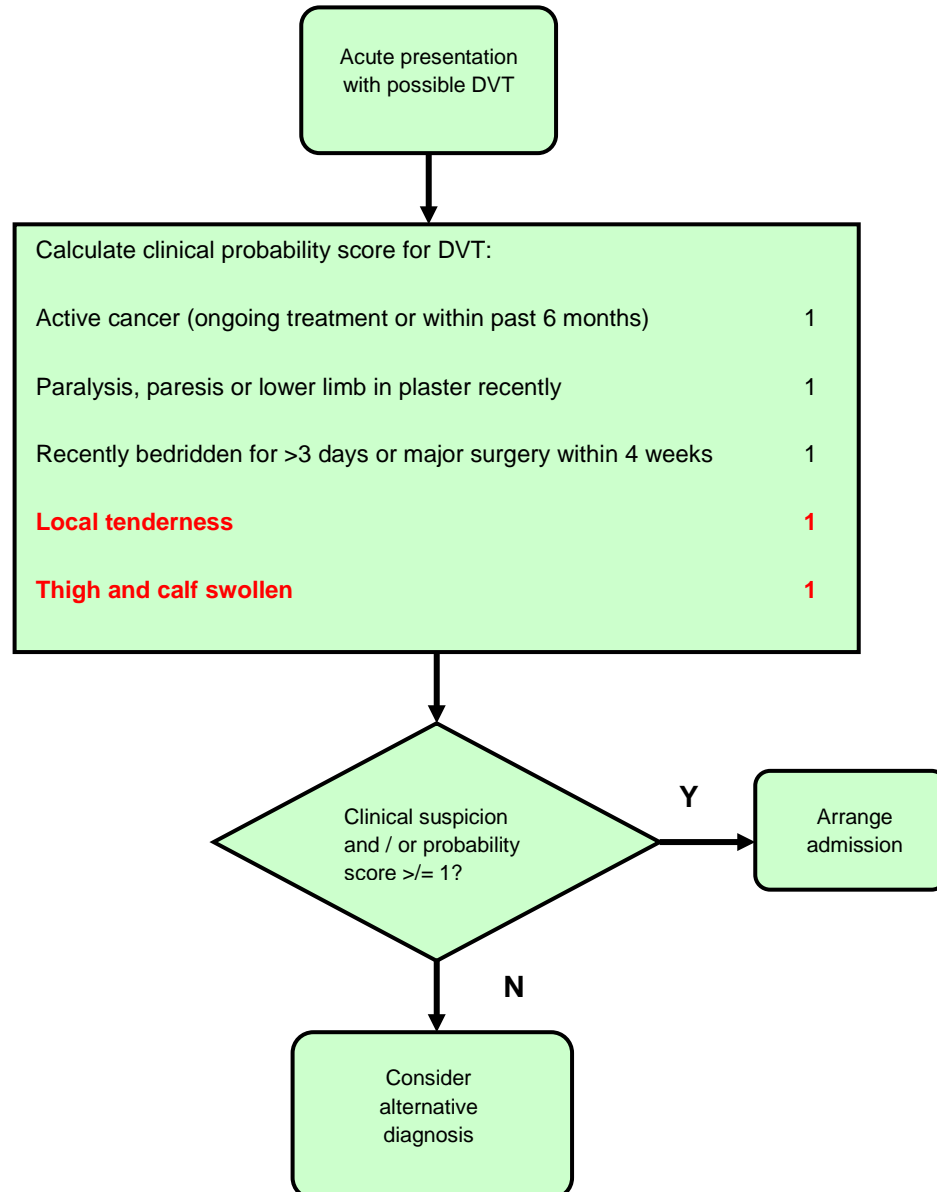 Acute presentation
with possible DVT
Calculate clinical probability score for DVT:
Active cancer (ongoing treatment or within past 6 months) 1
Paralysis, paresis or lower limb in plaster recently 1
Recently bedridden for >3 days or major surgery within 4 weeks 1
Local tenderness 1
Thigh and calf swollen 1
Clinical suspicion
and / or probability
score >/= 1?
Y
Arrange
admission
N
Consider
alternative
diagnosis